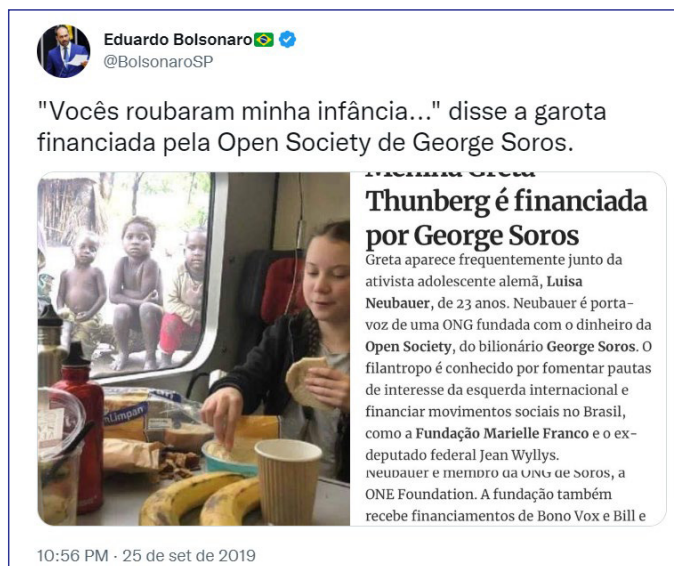 Eduardo Bolsonaro
@BolsonaroSP
"Vocês roubaram minha infância..." disse a garota
financiada pela Open Society de George Soros.
Menina Greta
Thunberg é financiada
por George Soros
Greta aparece frequentemente junto da
ativista adolescente alemã, Luisa
Neubauer, de 23 anos. Neubauer é porta-
voz de uma ONG fundada com o dinheiro da
Open Society, do bilionário George Soros. O
filantropo é conhecido por fomentar pautas
de interesse da esquerda internacional e
financiar movimentos sociais no Brasil,
como a Fundação Marielle Franco e o ex-
deputado federal Jean Wyllys.
Neubauer é membro da ONG de Soros, a
ONE Foundation. A fundação também
recebe financiamentos de Bono Vox e Bill e
10:56 PM · 25 de set de 2019